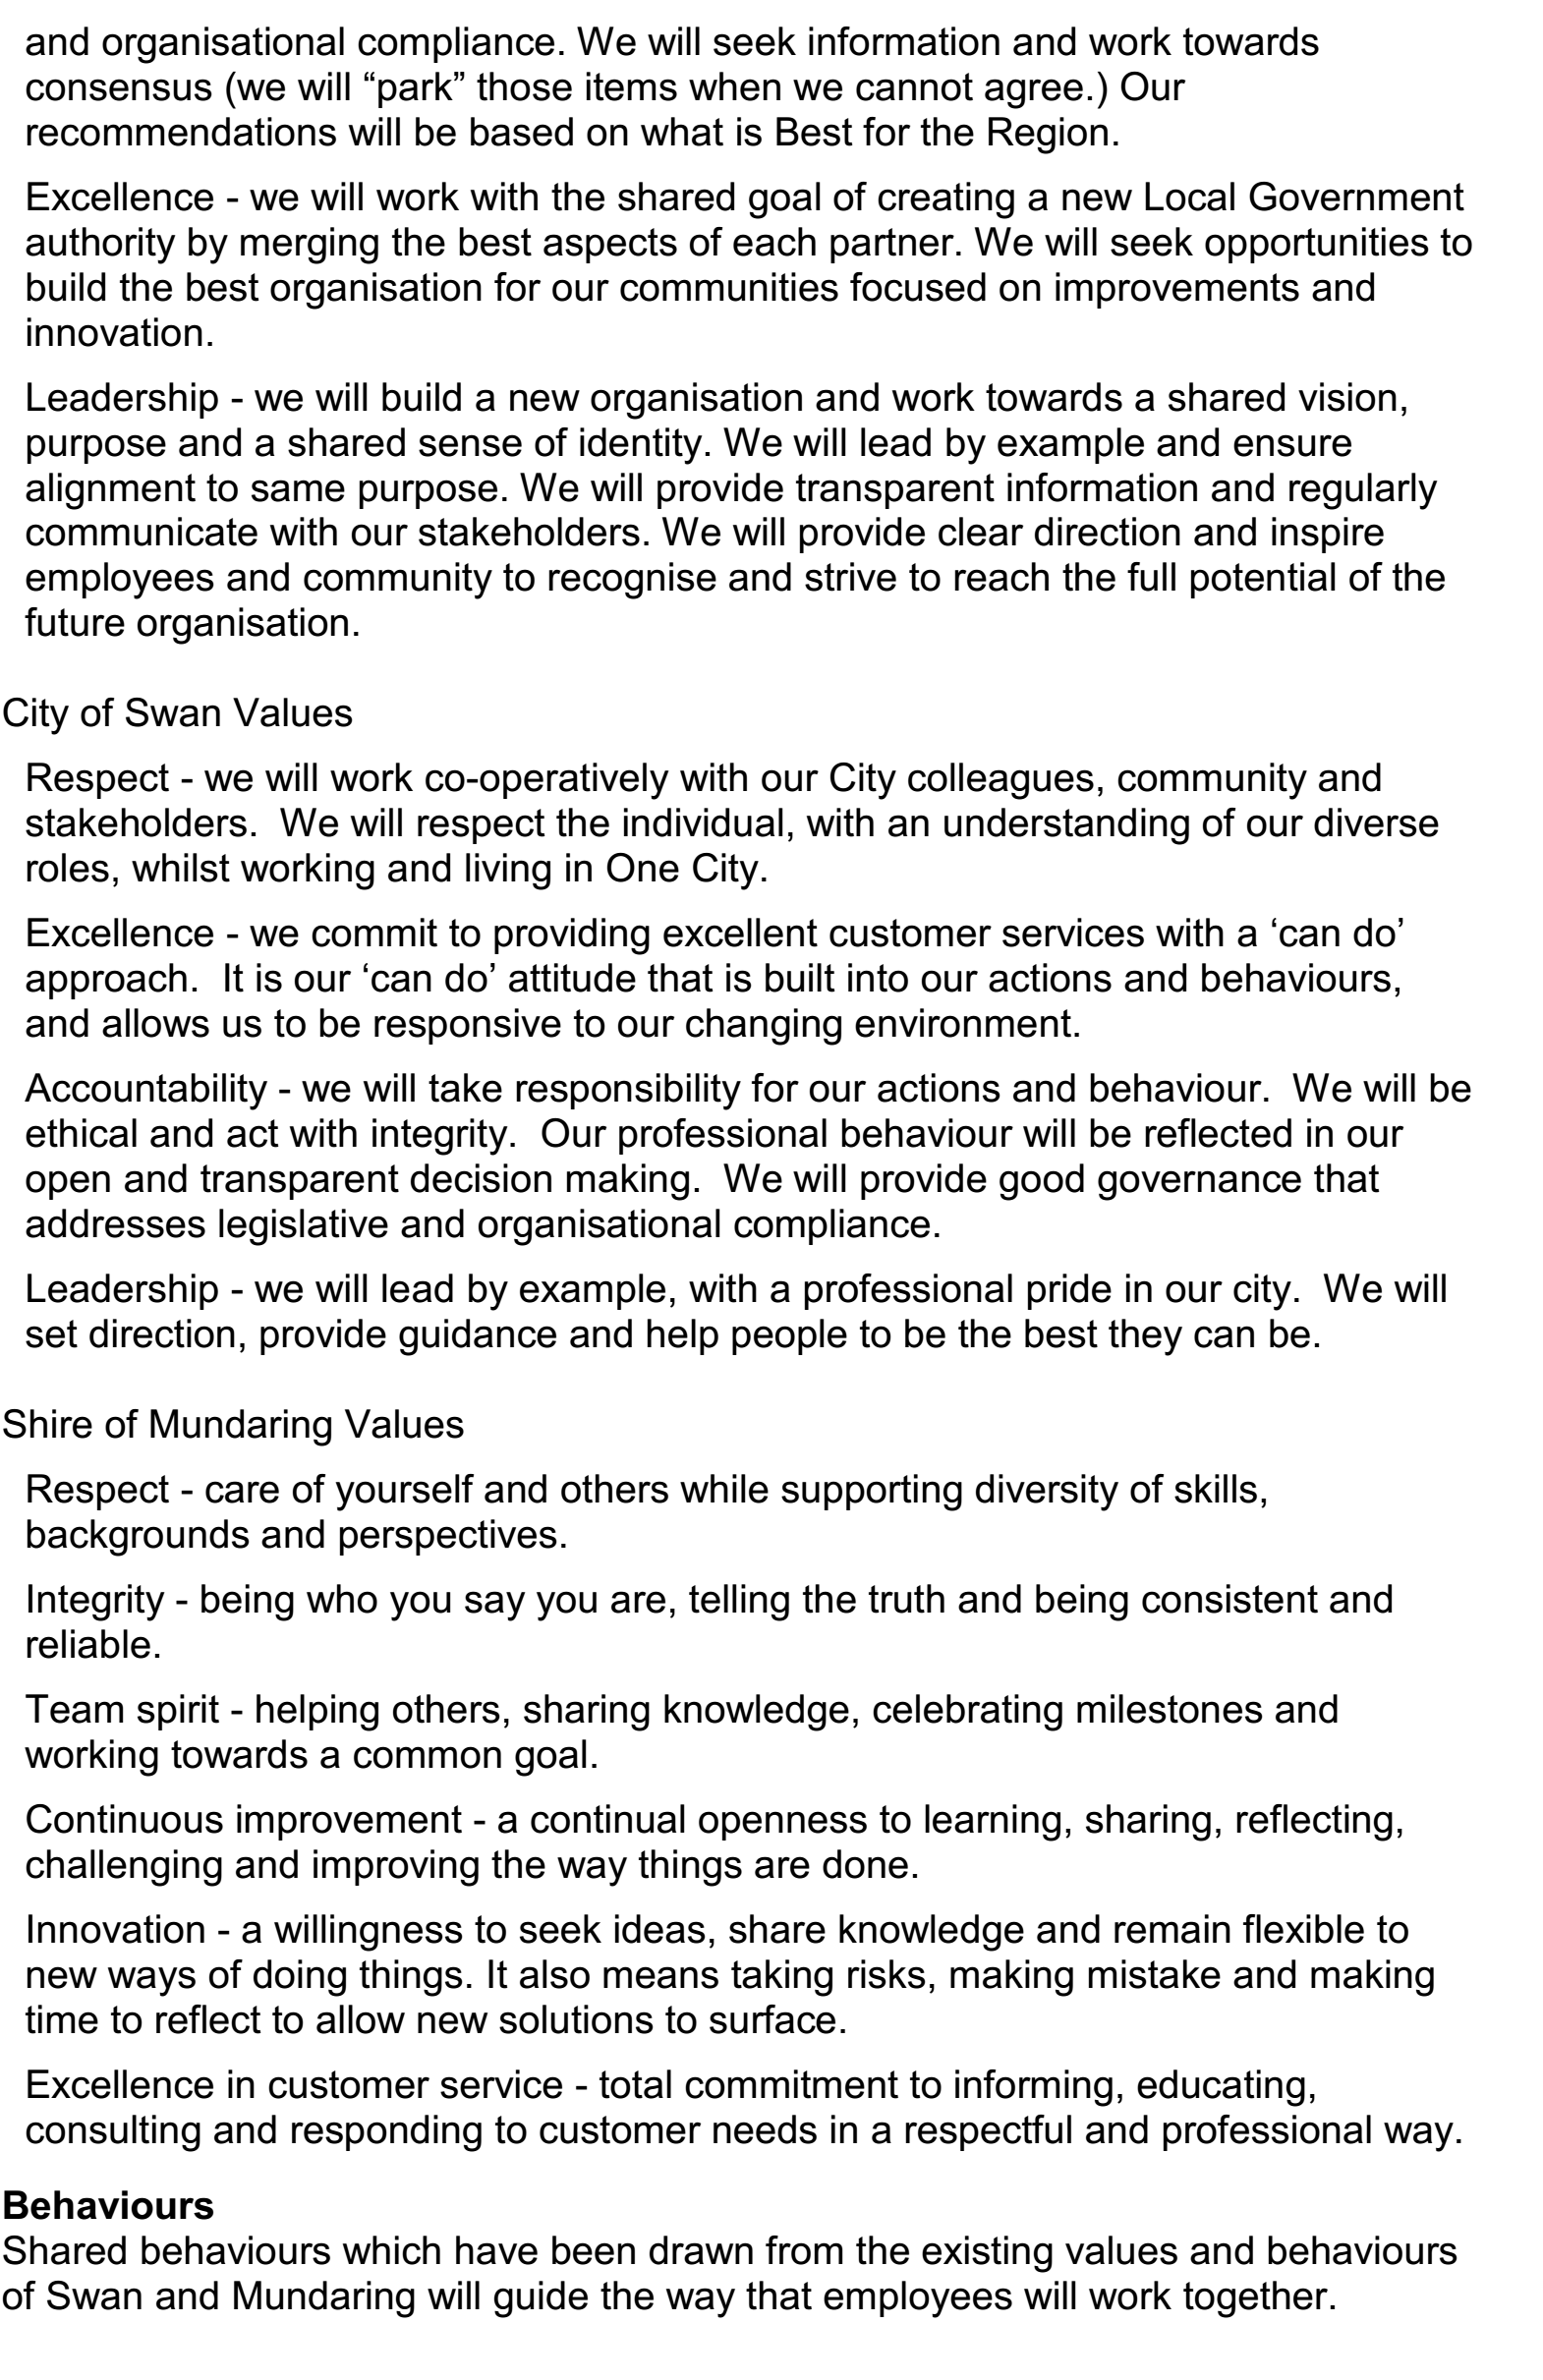 and organisational compliance. We will seek information and work towards
consensus (we will “park” those items when we cannot agree.) Our
recommendations will be based on what is Best for the Region.
Excellence - we will work with the shared goal of creating a new Local Government
authority by merging the best aspects of each partner. We will seek opportunities to
build the best organisation for our communities focused on improvements and
innovation.
Leadership - we will build a new organisation and work towards a shared vision,
purpose and a shared sense of identity. We will lead by example and ensure
alignment to same purpose. We will provide transparent information and regularly
communicate with our stakeholders. We will provide clear direction and inspire
employees and community to recognise and strive to reach the full potential of the
future organisation.
City of Swan Values
Respect - we will work co-operatively with our City colleagues, community and
stakeholders.  We will respect the individual, with an understanding of our diverse
roles, whilst working and living in One City.
Excellence - we commit to providing excellent customer services with a ‘can do’
approach.  It is our ‘can do’ attitude that is built into our actions and behaviours,
and allows us to be responsive to our changing environment.
Accountability - we will take responsibility for our actions and behaviour.  We will be
ethical and act with integrity.  Our professional behaviour will be reflected in our
open and transparent decision making.  We will provide good governance that
addresses legislative and organisational compliance.
Leadership - we will lead by example, with a professional pride in our city.  We will
set direction, provide guidance and help people to be the best they can be.
Shire of Mundaring Values
Respect - care of yourself and others while supporting diversity of skills,
backgrounds and perspectives.
Integrity - being who you say you are, telling the truth and being consistent and
reliable.
Team spirit - helping others, sharing knowledge, celebrating milestones and
working towards a common goal.
Continuous improvement - a continual openness to learning, sharing, reflecting,
challenging and improving the way things are done.
Innovation - a willingness to seek ideas, share knowledge and remain flexible to
new ways of doing things. It also means taking risks, making mistake and making
time to reflect to allow new solutions to surface.
Excellence in customer service - total commitment to informing, educating,
consulting and responding to customer needs in a respectful and professional way.
Behaviours
Shared behaviours which have been drawn from the existing values and behaviours
of Swan and Mundaring will guide the way that employees will work together.